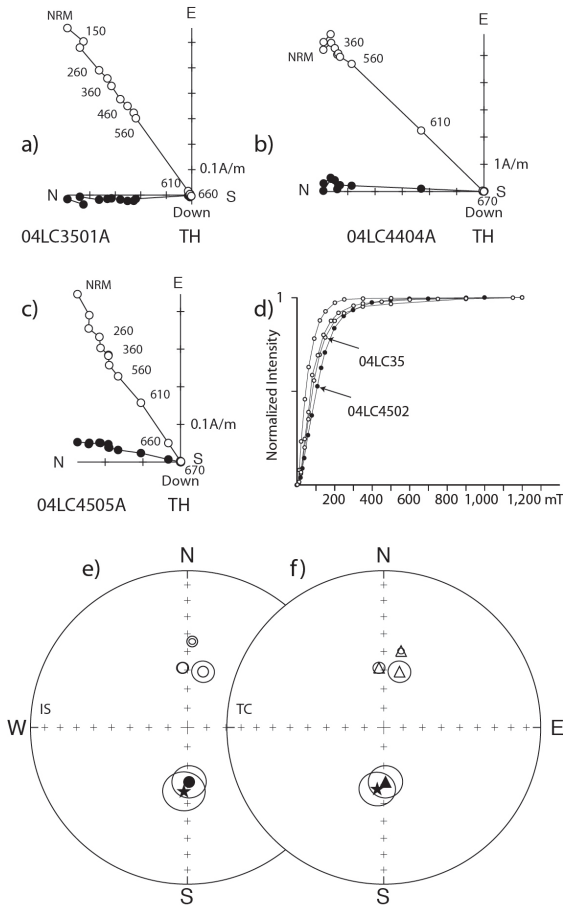 a)
NRM
150
260
360
460
560
610
660
E
0.1A/m
N
S
Down
04LC3501A
TH
b)
NRM
360
560
610
E
1A/m
N
S
670
Down
04LC4404A
TH
c)
NRM
260
360
560
610
660
E
0.1A/m
N
S
670
Down
04LC4505A
TH
d)
1
Normalized Intensity
04LC35
04LC4502
200 400 600 800 1,000 1,200 mT
e)
N
IS
W
S
f)
N
TC
E
S